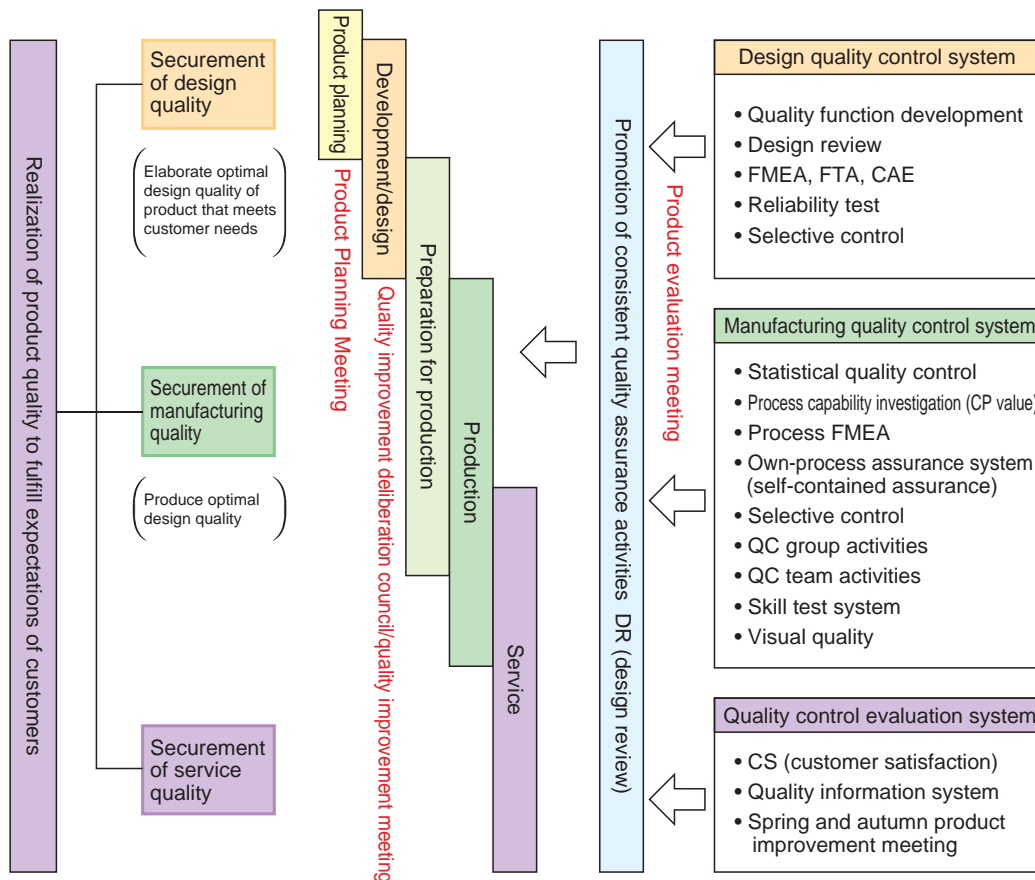 Realization of product quality to fulfill expectations of customers
Securement
of design
quality
Elaborate optimal
design quality of
product that meets
customer needs
Securement of
manufacturing
quality
Produce optimal
design quality
Securement
of service
quality
Product planning
Product Planning Meeting
Development/design
Quality improvement deliberation council/quality improvement meeting
Preparation for production
Production
Service
Promotion of consistent quality assurance activities DR (design review)
Product evaluation meeting
Design quality control system
• Quality function development
• Design review
• FMEA, FTA, CAE
• Reliability test
• Selective control
Manufacturing quality control system
• Statistical quality control
• Process capability investigation (CP value)
• Process FMEA
• Own-process assurance system
(self-contained assurance)
• Selective control
• QC group activities
• QC team activities
• Skill test system
• Visual quality
Quality control evaluation system
• CS (customer satisfaction)
• Quality information system
• Spring and autumn product
improvement meeting